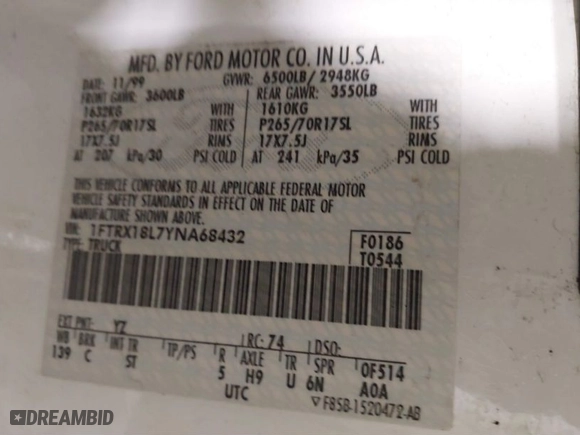 MFD. BY FORD MOTOR CO. IN U.S.A.
DATE: 11/99 GVWR: 6500LB/ 2948KG
FRONT GAWR: 3600LB REAR GAWR: 3550LB
1632KG WITH 1610KG WITH
P265/70R17SL TIRES P265/70R17SL TIRES
17X7.5J RIMS 17X7.5J RIMS
AT 207 kPa/30 PSI COLD AT 241 kPa/35 PSI COLD
THIS VEHICLE CONFORMS TO ALL APPLICABLE FEDERAL MOTOR
VEHICLE SAFETY STANDARDS IN EFFECT ON THE DATE OF
MANUFACTURE SHOWN ABOVE.
VIN: 1FTRX18L7YNA68432 F0186
TYPE: TRUCK T0544
EXT PNT: YZ RC: 74 DSO:
WB BRK INT TR TP/PS R AXLE TR SPR 0F514
139 C ST 5 H9 U 6N A0A
UTC F85B-1520472-AB
DREAMBID